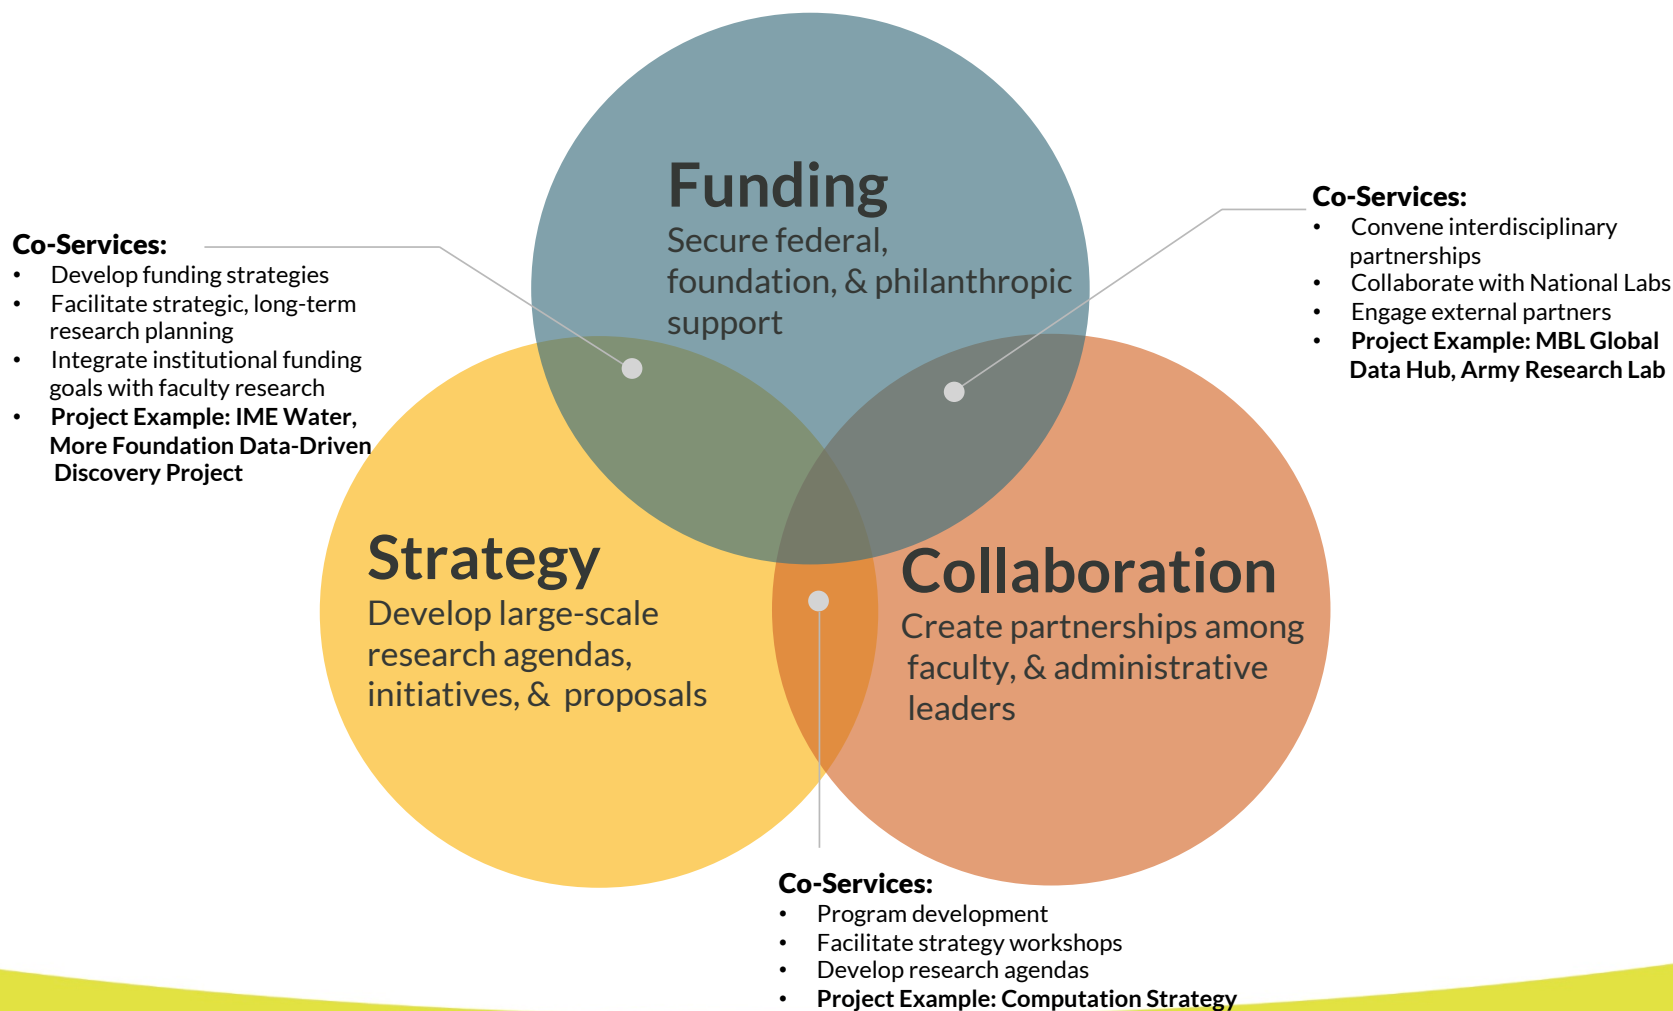 Funding
Secure federal,
foundation, & philanthropic
support
Co-Services:
• Develop funding strategies
• Facilitate strategic, long-term
research planning
• Integrate institutional funding
goals with faculty research
• Project Example: IME Water,
More Foundation Data-Driven
Discovery Project
Co-Services:
• Convene interdisciplinary
partnerships
• Collaborate with National Labs
• Engage external partners
• Project Example: MBL Global
Data Hub, Army Research Lab
Strategy
Develop large-scale
research agendas,
initiatives, & proposals
Collaboration
Create partnerships among
faculty, & administrative
leaders
Co-Services:
• Program development
• Facilitate strategy workshops
• Develop research agendas
• Project Example: Computation Strategy